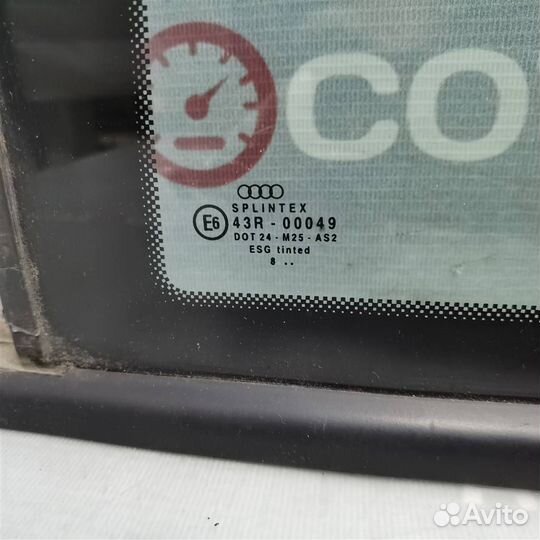 CO
SPLINTEX
E6 43R - 00049
DOT 24 - M25 - AS2
ESG tinted
8 ..
Avito